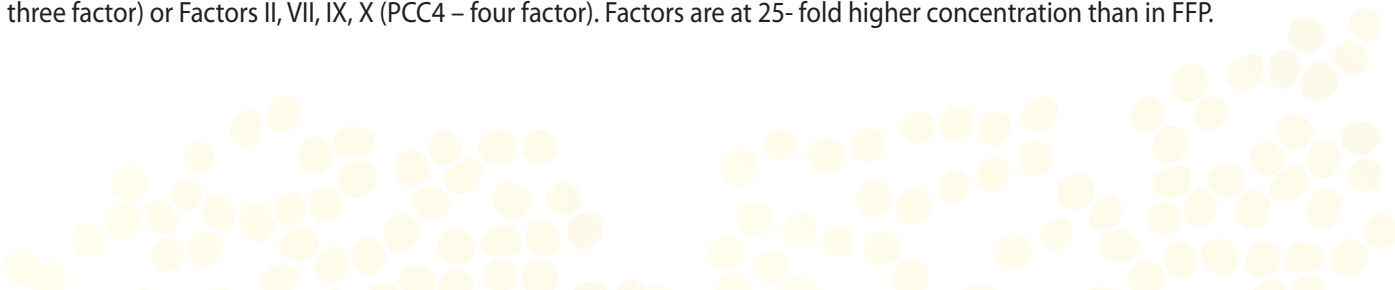 three factor) or Factors II, VII, IX, X (PCC4 – four factor). Factors are at 25- fold higher concentration than in FFP.